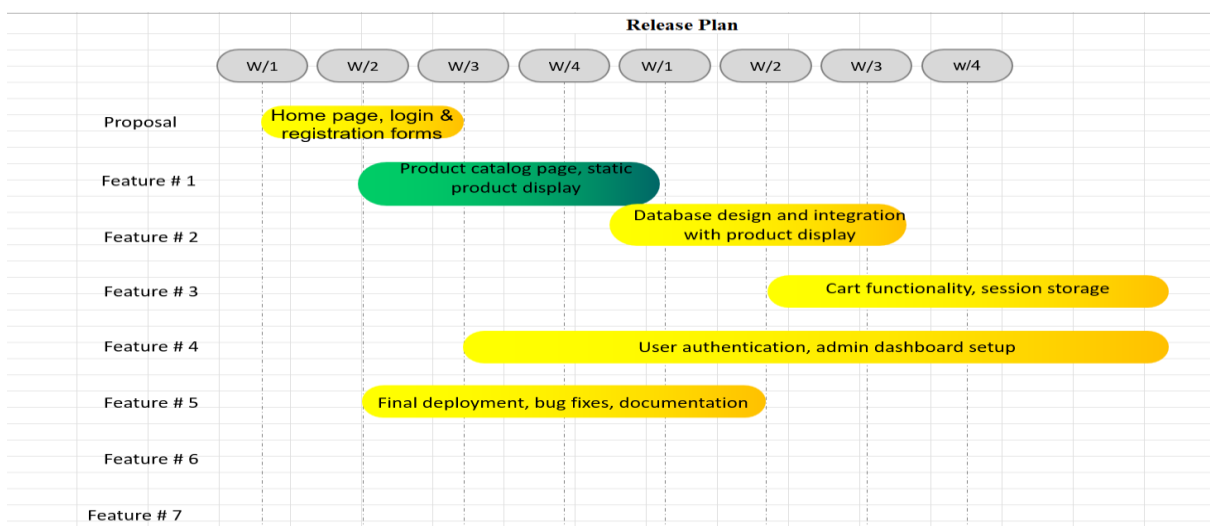 Release Plan
W/1 W/2 W/3 W/4 W/1 W/2 W/3 w/4
Proposal
Home page, login &
registration forms
Feature # 1
Product catalog page, static
product display
Feature # 2
Database design and integration
with product display
Feature # 3
Cart functionality, session storage
Feature # 4
User authentication, admin dashboard setup
Feature # 5
Final deployment, bug fixes, documentation
Feature # 6
Feature # 7